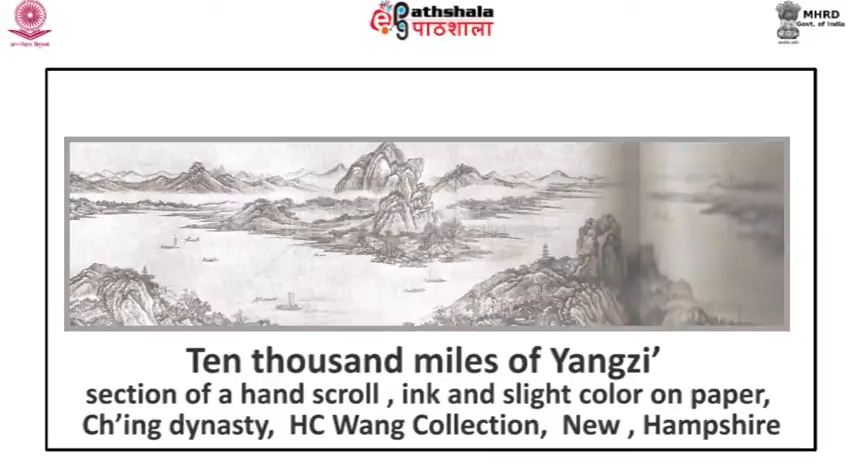 epathshala
पाठशाला
MHRD
Govt. of India
Ten thousand miles of Yangzi’
section of a hand scroll , ink and slight color on paper,
Ch’ing dynasty, HC Wang Collection, New , Hampshire